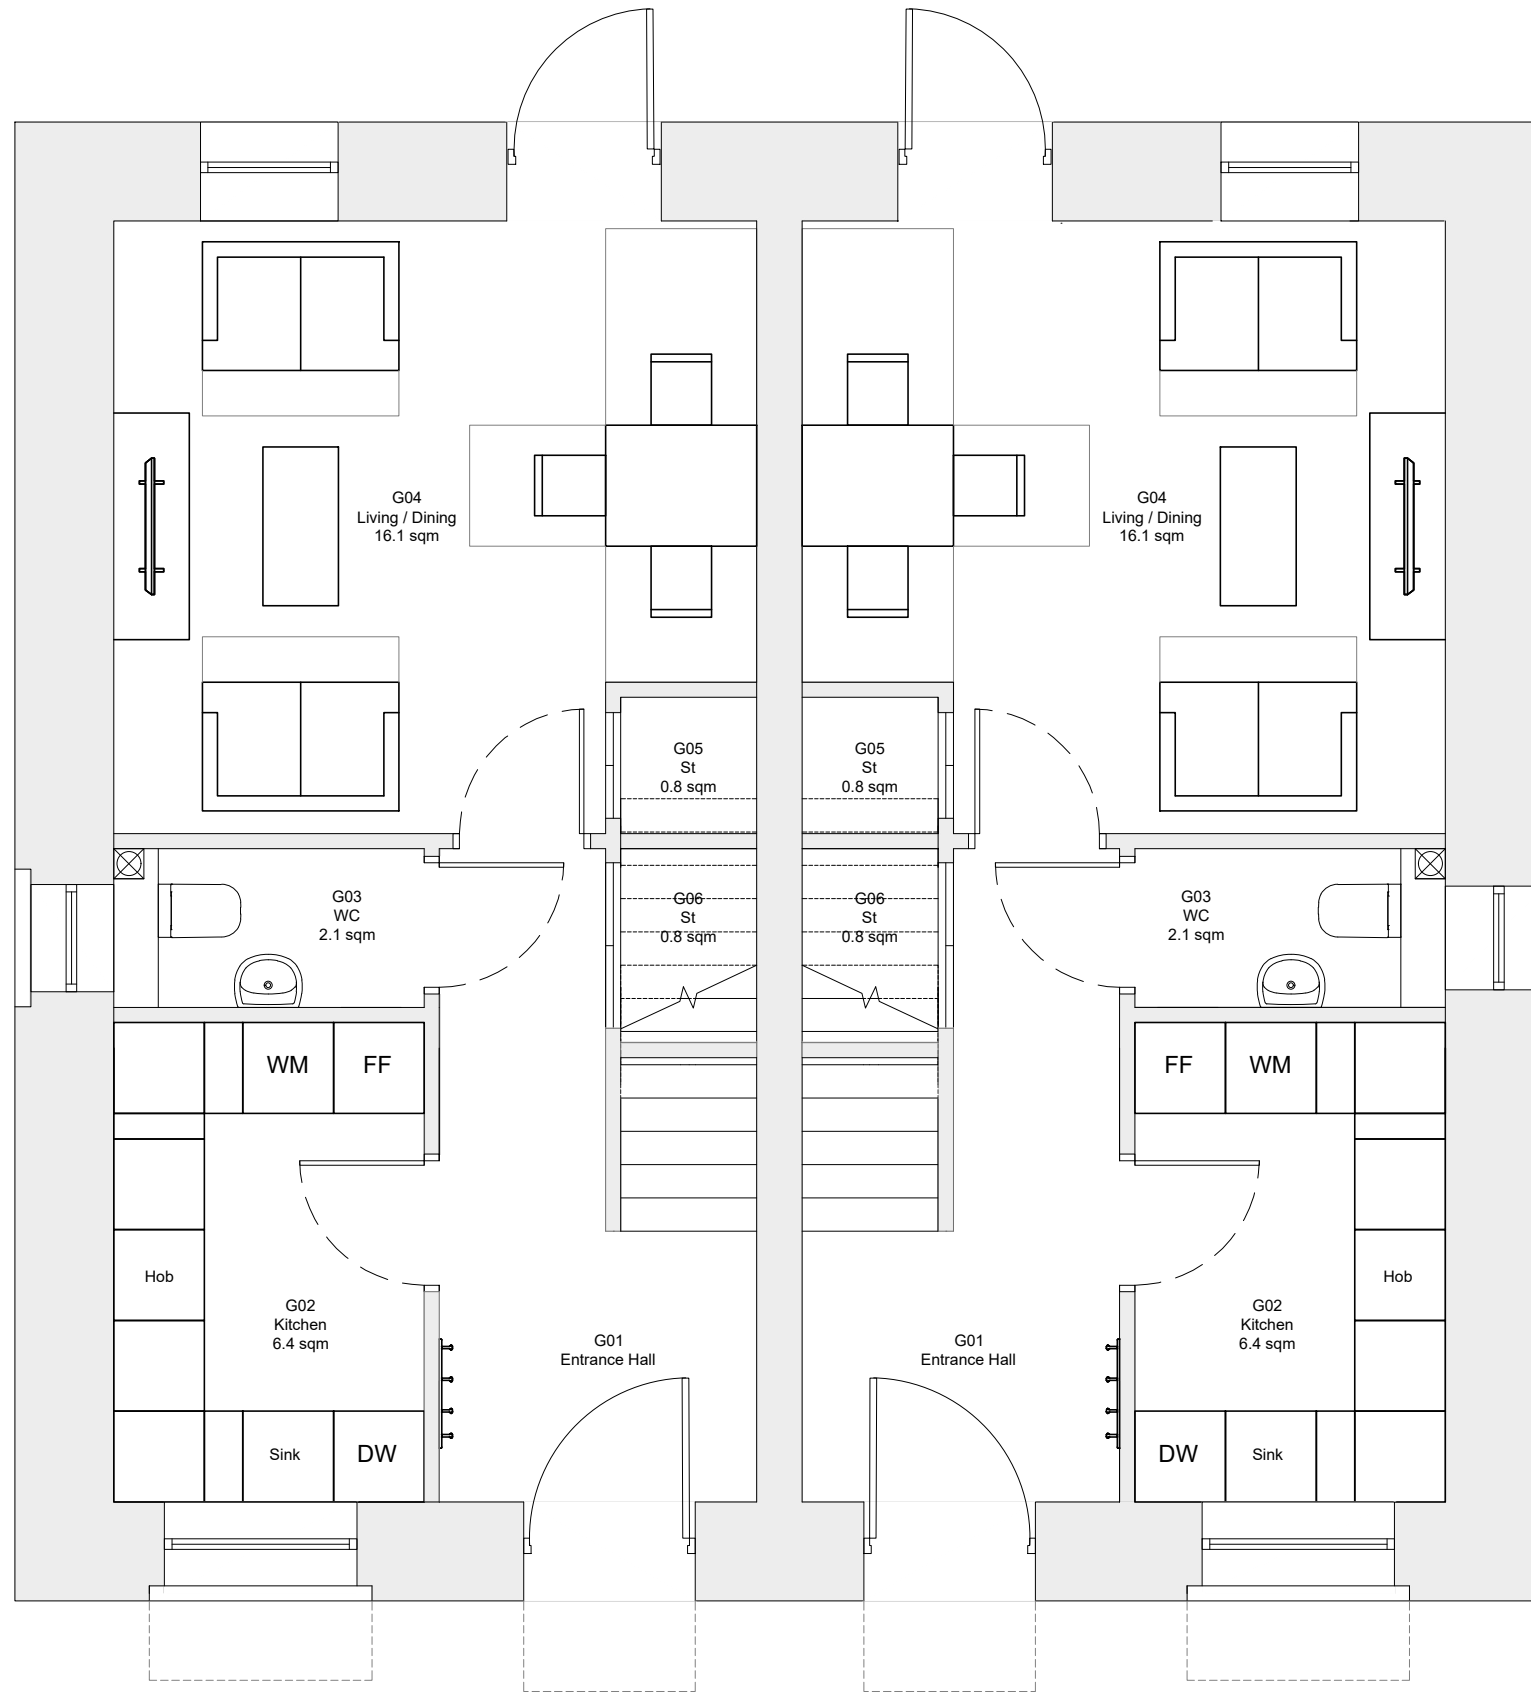 G04
Living / Dining
16.1 sqm
G04
Living / Dining
16.1 sqm
G05
St
0.8 sqm
G05
St
0.8 sqm
G03
WC
2.1 sqm
G06
St
0.8 sqm
G06
St
0.8 sqm
G03
WC
2.1 sqm
WM
FF
FF
WM
Hob
Hob
G02
Kitchen
6.4 sqm
G01
Entrance Hall
G01
Entrance Hall
G02
Kitchen
6.4 sqm
Sink
DW
DW
Sink